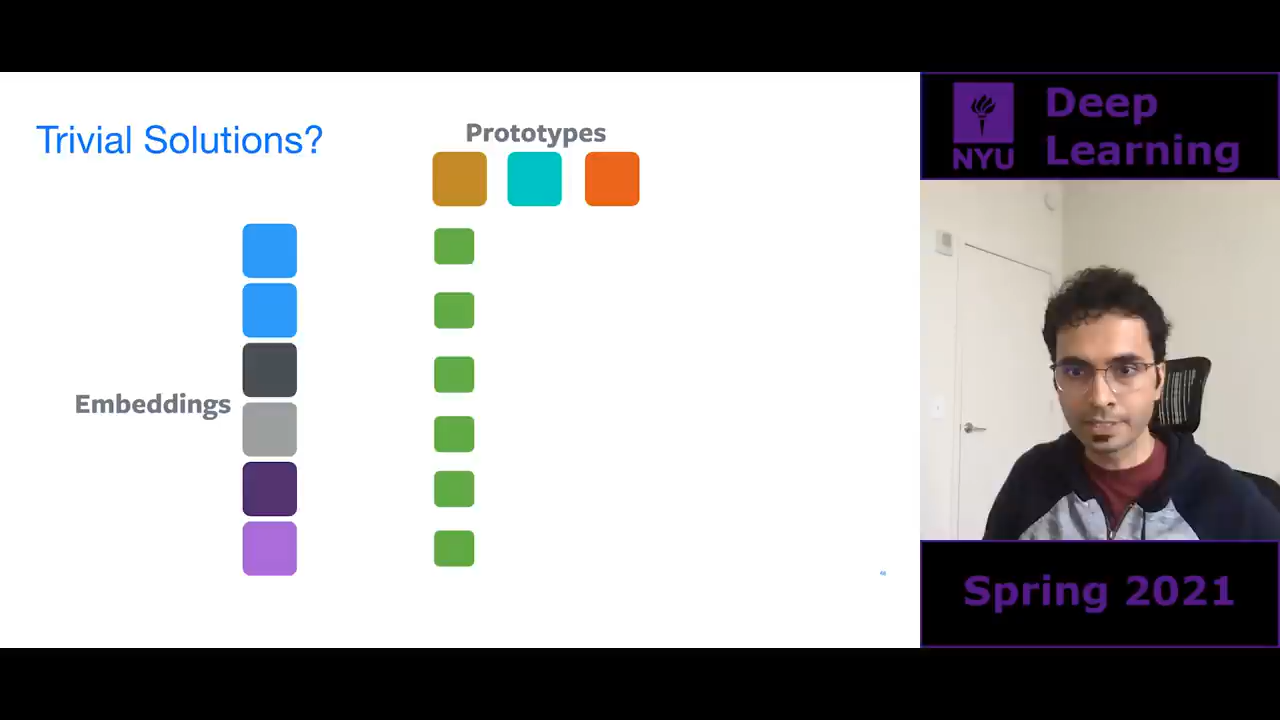 Trivial Solutions?
Prototypes
Embeddings
NYU
Deep
Learning
Spring 2021